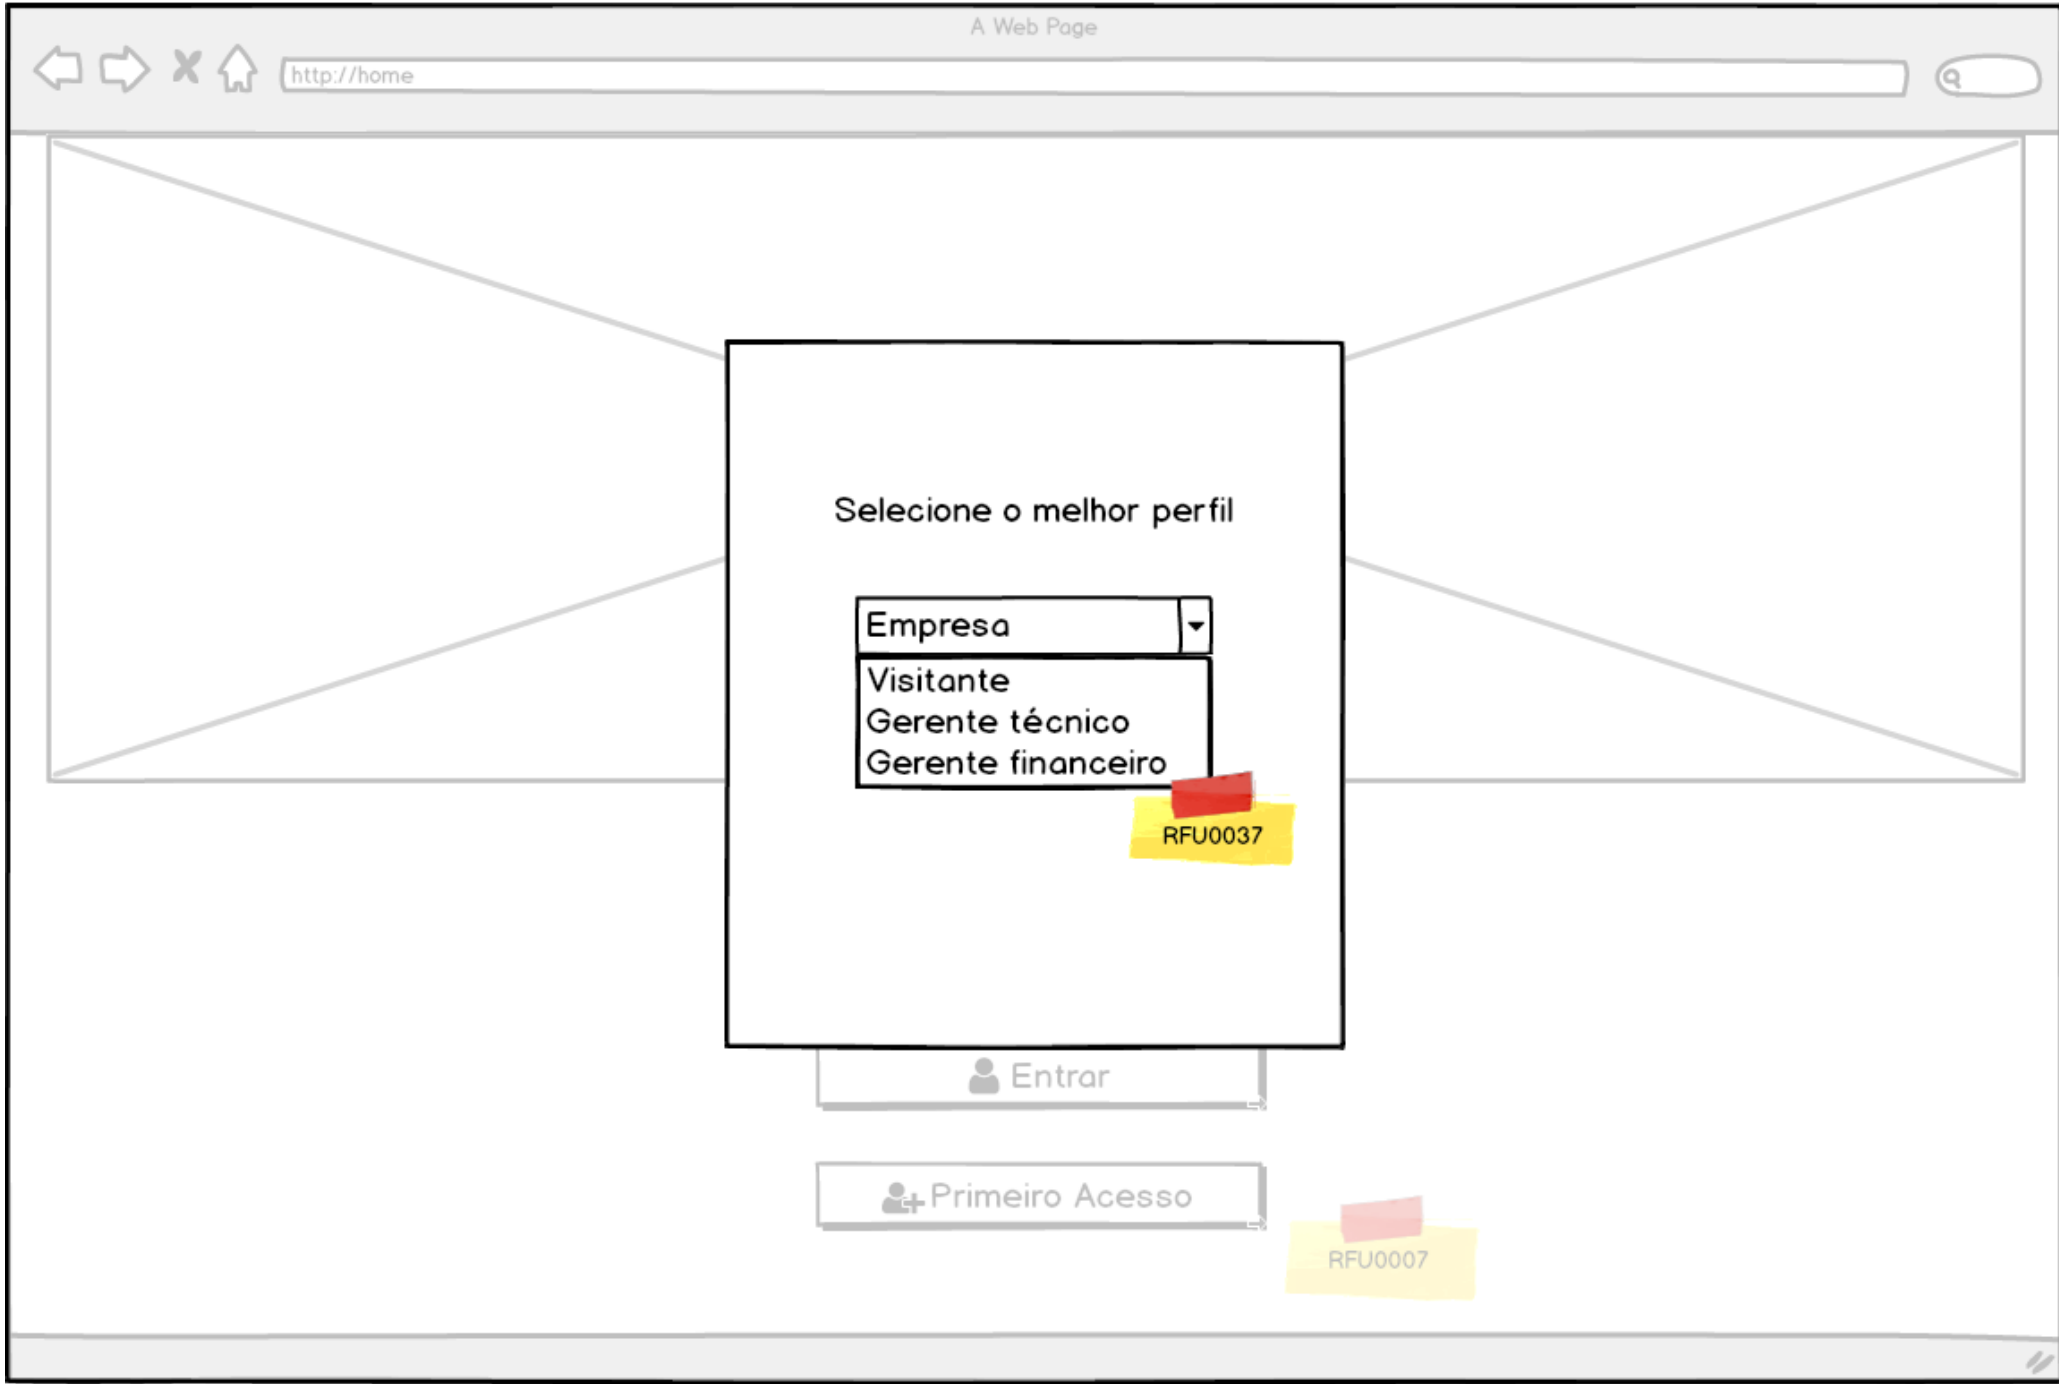 A Web Page
http://home
Selecione o melhor perfil
Empresa
Visitante
Gerente técnico
Gerente financeiro
RFU0037
Entrar
Primeiro Acesso
RFU0007